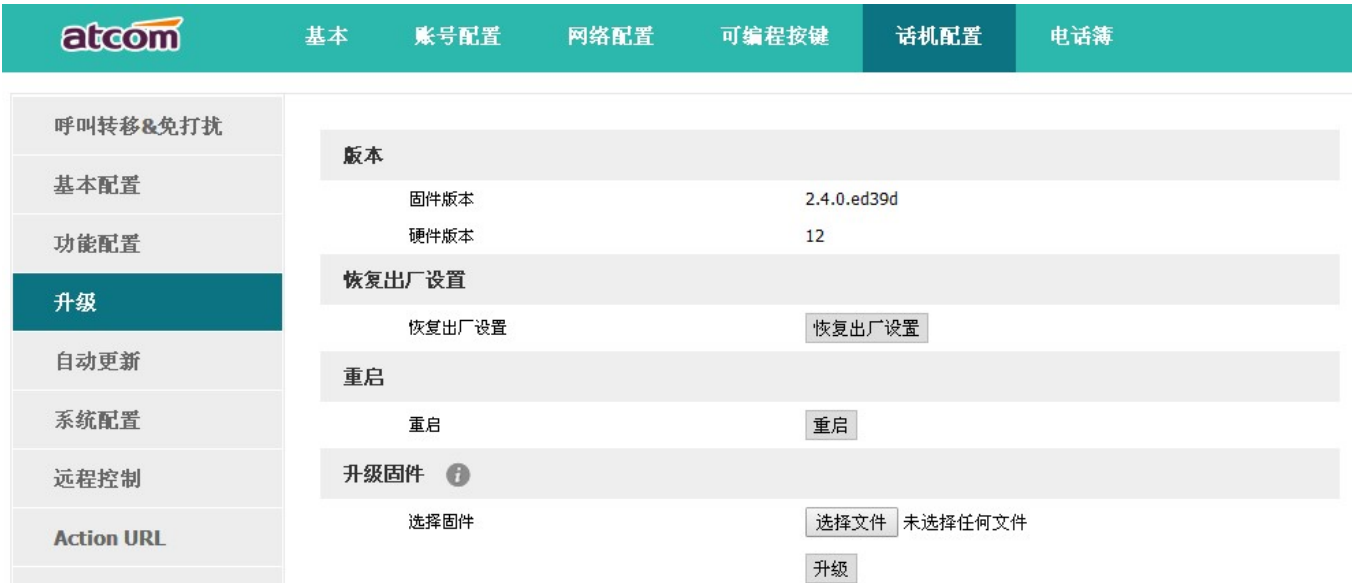 atcom 基本 账号配置 网络配置 可编程按键 话机配置 电话簿
呼叫转移&免打扰
基本配置
功能配置
升级
自动更新
系统配置
远程控制
Action URL
版本
固件版本 2.4.0.ed39d
硬件版本 12
恢复出厂设置
恢复出厂设置 恢复出厂设置
重启
重启 重启
升级固件 i
选择固件 选择文件 未选择任何文件
升级